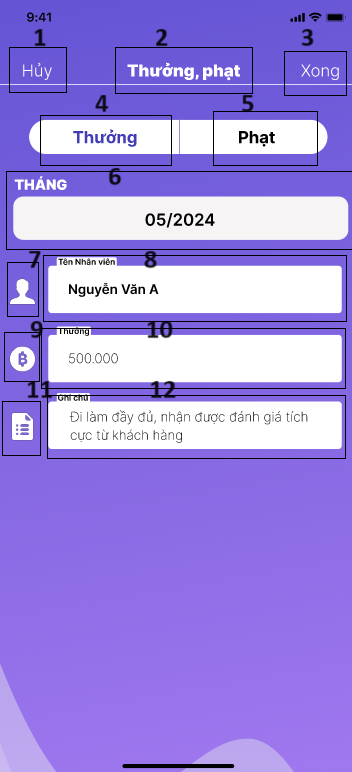 9:41
1 2 3
Hủy Thưởng, phạt Xong
4 5
Thưởng Phạt
6
THÁNG
05/2024
7 8
Tên Nhân viên
Nguyễn Văn A
9 10
Thưởng
500.000
11 12
Ghi chú
Đi làm đầy đủ, nhận được đánh giá tích
cực từ khách hàng